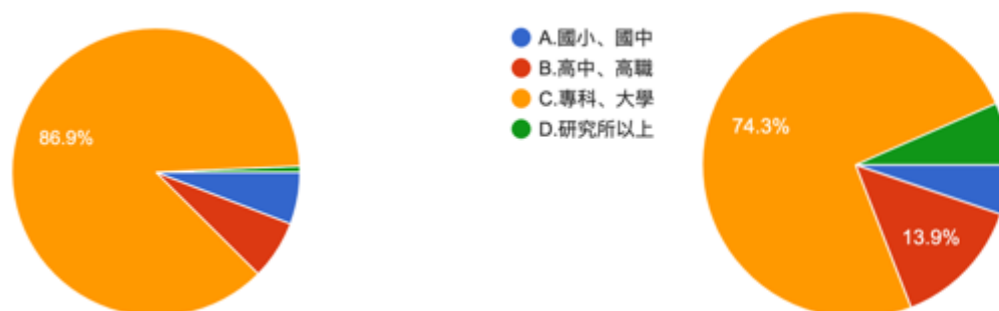 86.9%
A.國小、國中
B.高中、高職
C.專科、大學
D.研究所以上
74.3%
13.9%